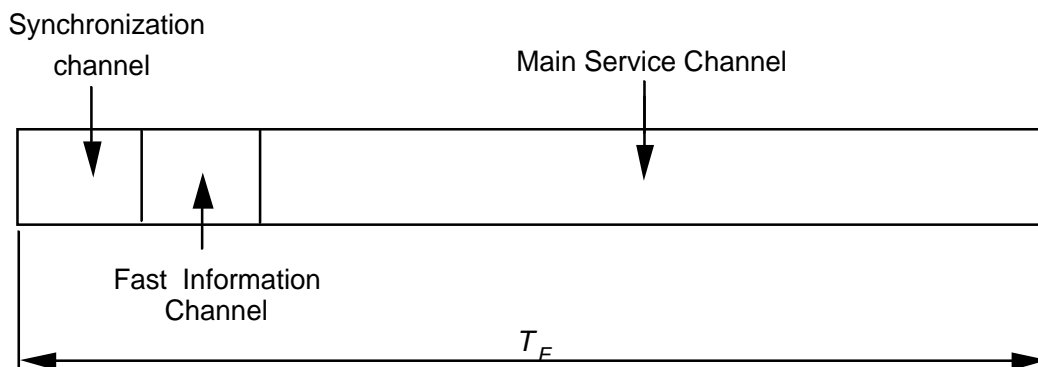 Synchronization
channel
Main Service Channel
Fast Information
Channel
T F